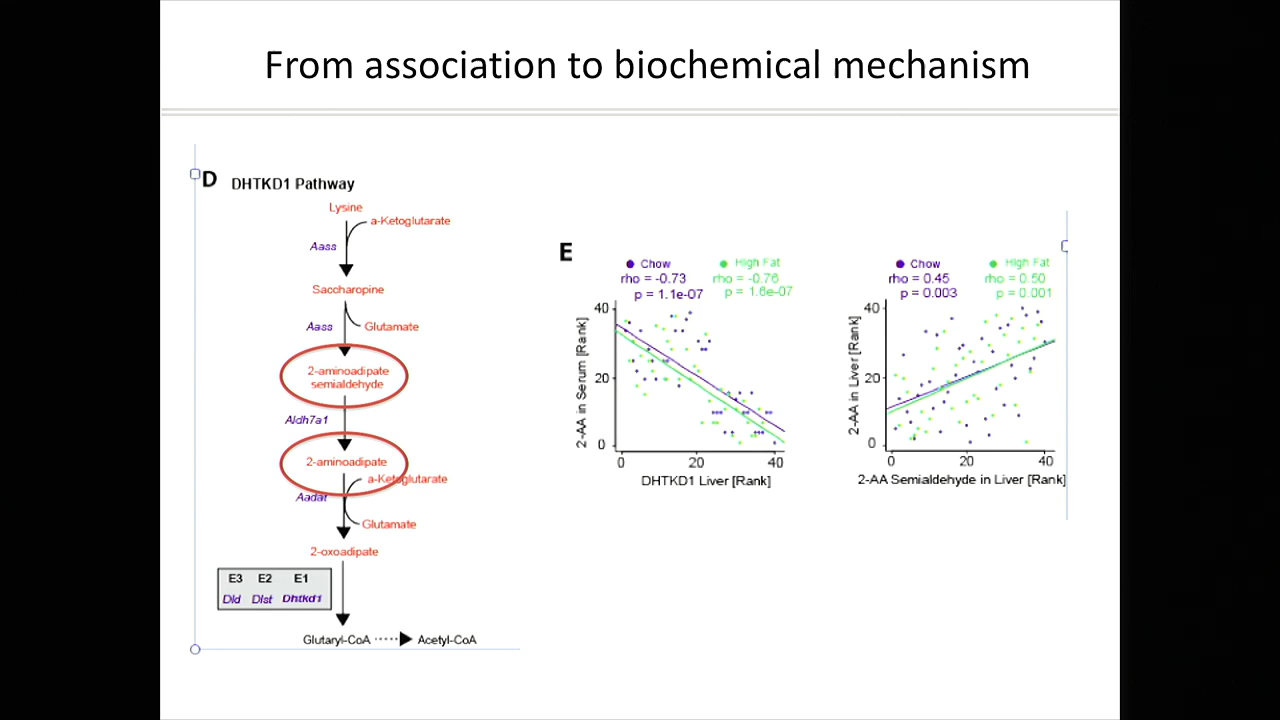 From association to biochemical mechanism
D DHTKD1 Pathway
Lysine
a-Ketoglutarate
Aass
Saccharopine
Aass
Glutamate
2-aminoadipate
semialdehyde
Aldh7a1
2-aminoadipate
a-Ketoglutarate
Aadat
Glutamate
2-oxoadipate
E3 E2 E1
Dld Dlst Dhtkd1
Glutaryl-CoA Acetyl-CoA
E
Chow High Fat
rho = -0.73 rho = -0.76
p = 1.1e-07 p = 1.6e-07
40
20
0
2-AA in Serum [Rank]
0 20 40
DHTKD1 Liver [Rank]
Chow High Fat
rho = 0.45 rho = 0.50
p = 0.003 p = 0.001
40
20
0
2-AA in Liver [Rank]
0 20 40
2-AA Semialdehyde in Liver [Rank]